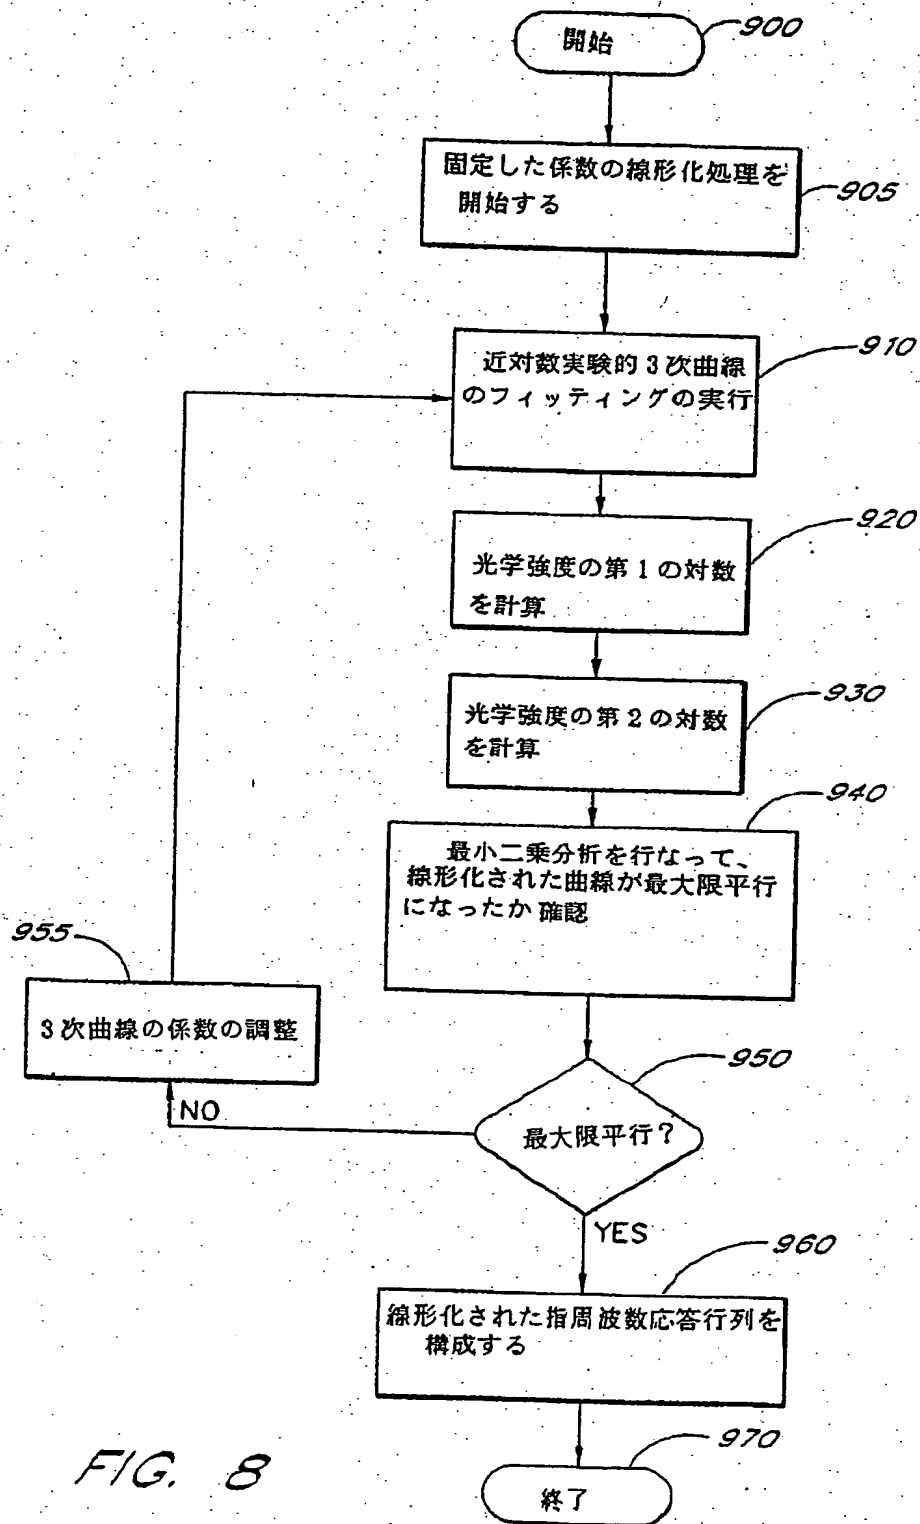 開始
900
固定した係数の線形化処理を
開始する
905
近対数実験的3次曲線
のフィッティングの実行
910
光学強度の第1の対数
を計算
920
光学強度の第2の対数
を計算
930
最小二乗分析を行なって、
線形化された曲線が最大限平行
になったか確認
940
955
3次曲線の係数の調整
NO
最大限平行?
950
YES
線形化された指周波数応答行列を
構成する
960
終了
970
FIG. 8